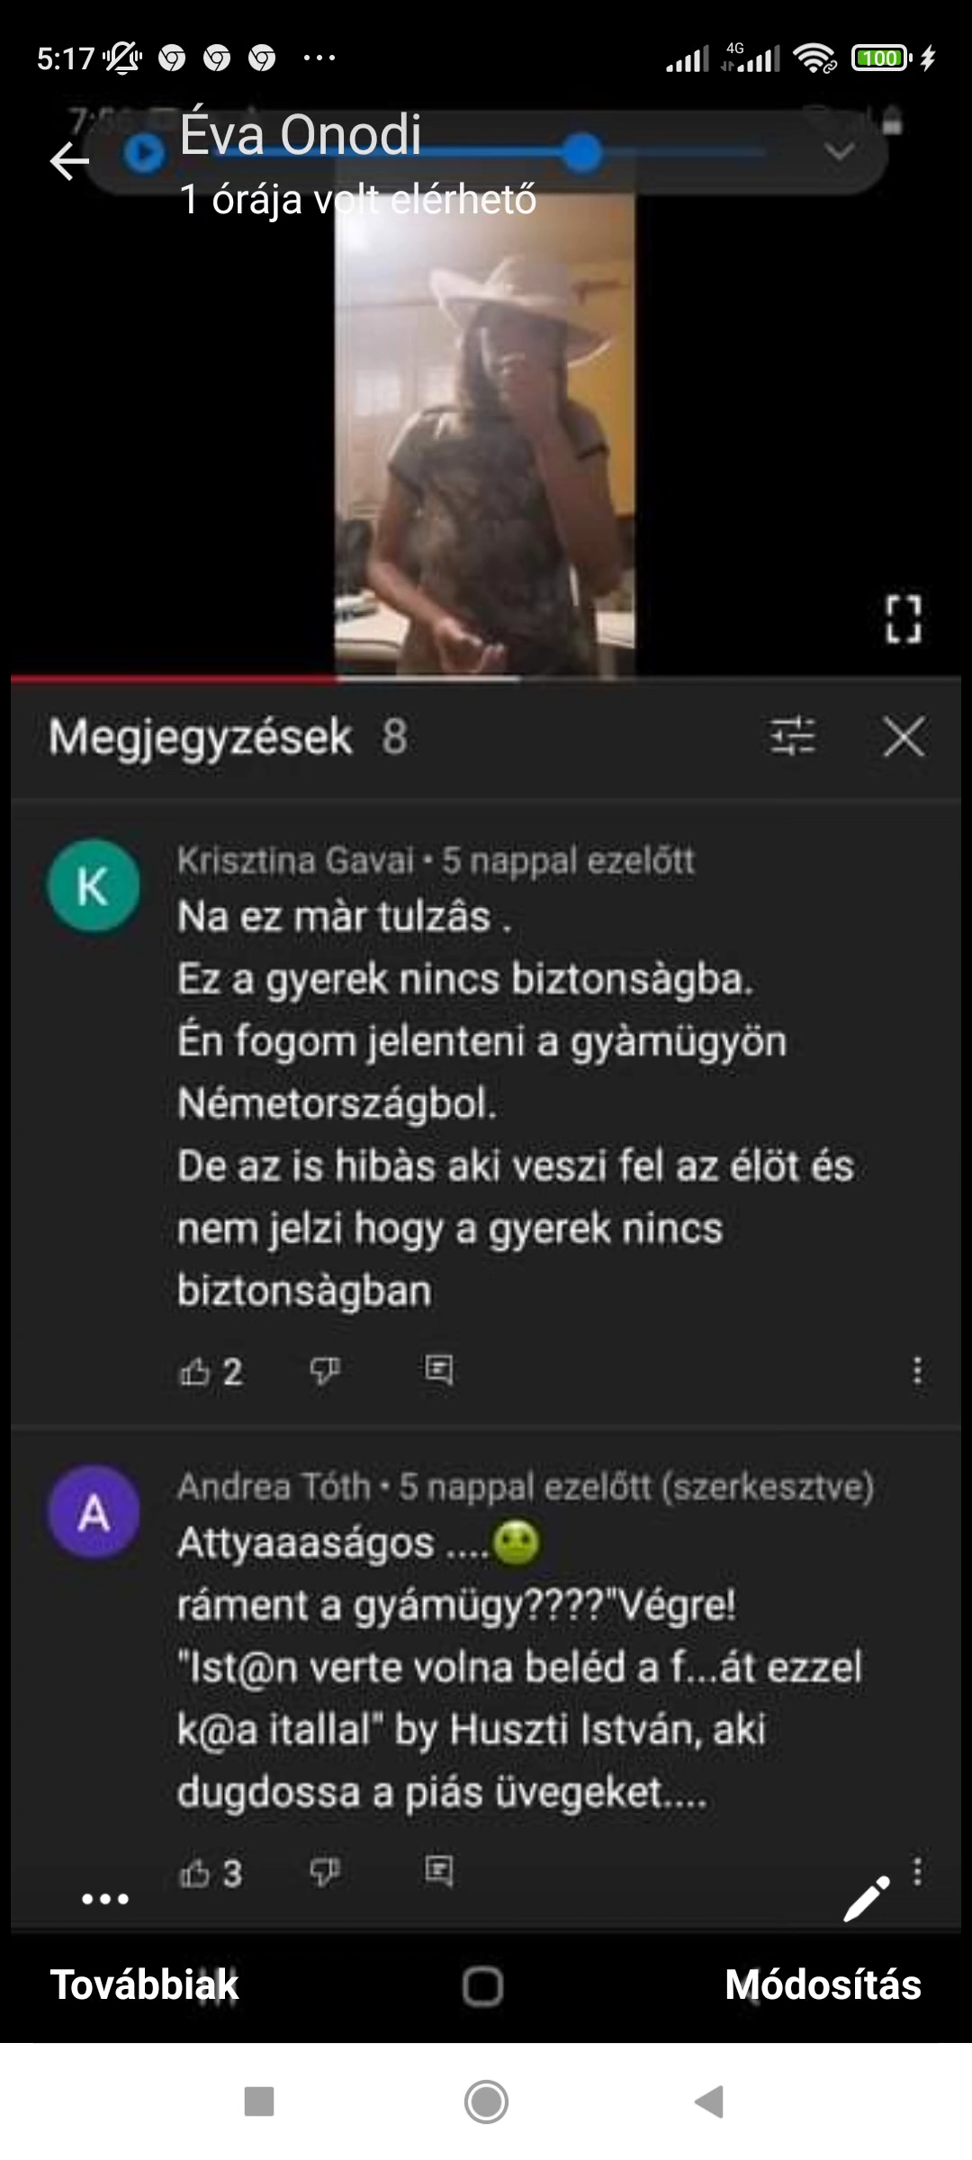 5:17
4G
100
Éva Onodi
1 órája volt elérhető
Megjegyzések 8
K
Krisztina Gavai • 5 nappal ezelőtt
Na ez màr tulzâs .
Ez a gyerek nincs biztonsàgba.
Én fogom jelenteni a gyàmügyön
Németországbol.
De az is hibàs aki veszi fel az élöt és
nem jelzi hogy a gyerek nincs
biztonsàgban
2
A
Andrea Tóth • 5 nappal ezelőtt (szerkesztve)
Attyaaaságos ....
ráment a gyámügy????"Végre!
"Ist@n verte volna beléd a f...át ezzel
k@a itallal" by Huszti István, aki
dugdossa a piás üvegeket....
3
Továbbiak
Módosítás